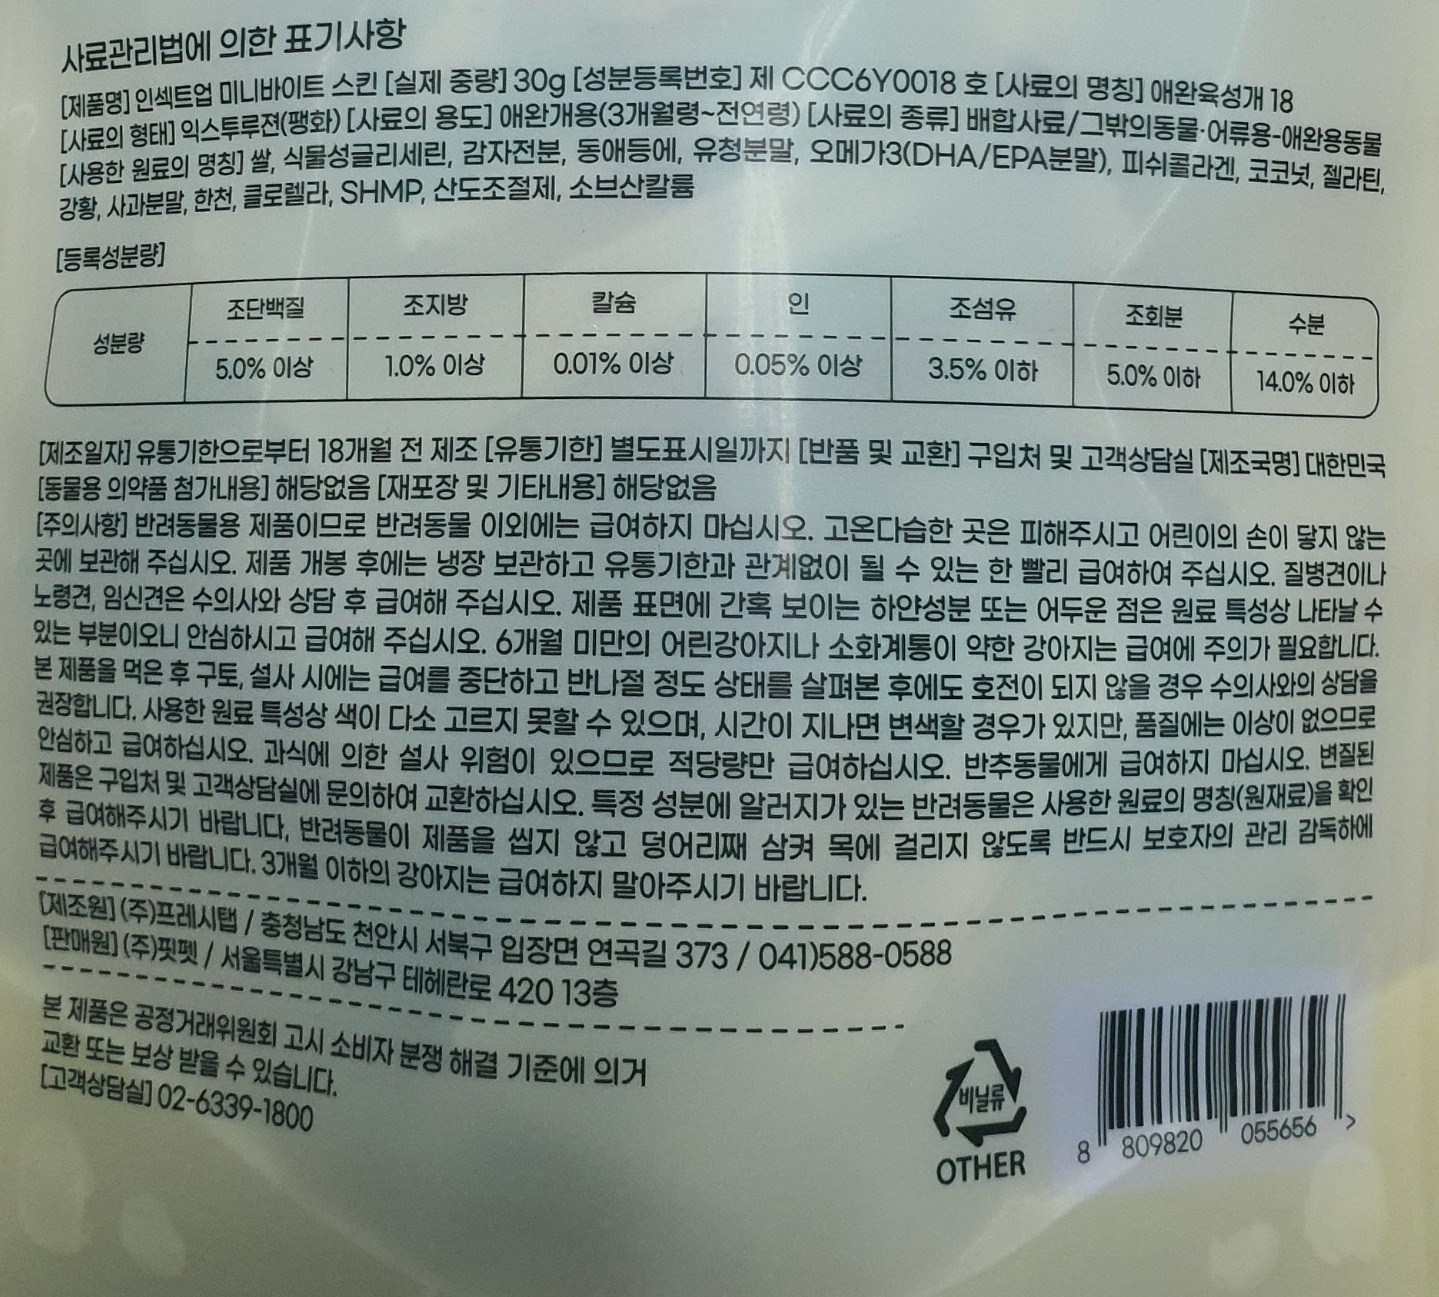 사료관리법에 의한 표기사항
[제품명] 인섹트업 미니바이트 스킨 [실제 중량] 30g [성분등록번호] 제 CCC6Y0018 호 [사료의 명칭] 애완육성개 18
[사료의 형태] 익스투루젼(팽화) [사료의 용도] 애완개용(3개월령~전연령) [사료의 종류] 배합사료/그밖의동물·어류용-애완용동물
[사용한 원료의 명칭] 쌀, 식물성글리세린, 감자전분, 동애등에, 유청분말, 오메가3(DHA/EPA분말), 피쉬콜라겐, 코코넛, 젤라틴,
강황, 사과분말, 한천, 클로렐라, SHMP, 산도조절제, 소브산칼륨
[등록성분량]
성분량 조단백질 조지방 칼슘 인 조섬유 조회분 수분
5.0% 이상 1.0% 이상 0.01% 이상 0.05% 이상 3.5% 이하 5.0% 이하 14.0% 이하
[제조일자] 유통기한으로부터 18개월 전 제조 [유통기한] 별도표시일까지 [반품 및 교환] 구입처 및 고객상담실 [제조국명] 대한민국
[동물용 의약품 첨가내용] 해당없음 [재포장 및 기타내용] 해당없음
[주의사항] 반려동물용 제품이므로 반려동물 이외에는 급여하지 마십시오. 고온다습한 곳은 피해주시고 어린이의 손이 닿지 않는
곳에 보관해 주십시오. 제품 개봉 후에는 냉장 보관하고 유통기한과 관계없이 될 수 있는 한 빨리 급여하여 주십시오. 질병견이나
노령견, 임신견은 수의사와 상담 후 급여해 주십시오. 제품 표면에 간혹 보이는 하얀성분 또는 어두운 점은 원료 특성상 나타날 수
있는 부분이오니 안심하시고 급여해 주십시오. 6개월 미만의 어린강아지나 소화계통이 약한 강아지는 급여에 주의가 필요합니다.
본 제품을 먹은 후 구토, 설사 시에는 급여를 중단하고 반나절 정도 상태를 살펴본 후에도 호전이 되지 않을 경우 수의사와의 상담을
권장합니다. 사용한 원료 특성상 색이 다소 고르지 못할 수 있으며, 시간이 지나면 변색할 경우가 있지만, 품질에는 이상이 없으므로
안심하고 급여하십시오. 과식에 의한 설사 위험이 있으므로 적당량만 급여하십시오. 반추동물에게 급여하지 마십시오. 변질된
제품은 구입처 및 고객상담실에 문의하여 교환하십시오. 특정 성분에 알러지가 있는 반려동물은 사용한 원료의 명칭(원재료)을 확인
후 급여해주시기 바랍니다, 반려동물이 제품을 씹지 않고 덩어리째 삼켜 목에 걸리지 않도록 반드시 보호자의 관리 감독하에
급여해주시기 바랍니다. 3개월 이하의 강아지는 급여하지 말아주시기 바랍니다.
[제조원] (주)프레시탭 / 충청남도 천안시 서북구 입장면 연곡길 373 / 041)588-0588
[판매원] (주)핏펫 / 서울특별시 강남구 테헤란로 420 13층
본 제품은 공정거래위원회 고시 소비자 분쟁 해결 기준에 의거
교환 또는 보상 받을 수 있습니다.
[고객상담실] 02-6339-1800
비닐류
OTHER
8 809820 055656 >